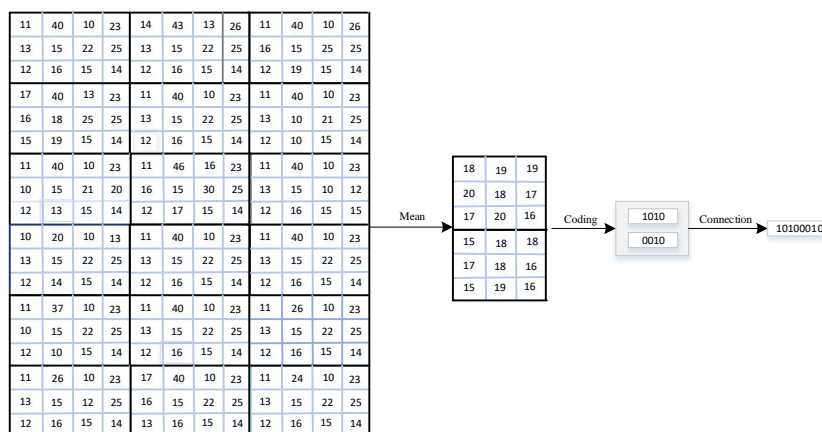 11 40 10 23 14 43 13 26 11 40 10 26
13 15 22 25 13 15 22 25 16 15 25 25
12 16 15 14 12 16 15 14 12 19 15 14
17 40 13 23 11 40 10 23 11 40 10 23
16 18 25 25 13 15 22 25 13 10 21 25
15 19 15 14 12 16 15 14 12 10 15 14
11 40 10 23 11 46 16 23 11 40 10 23
10 15 21 20 16 15 30 25 13 15 10 12
12 13 15 14 12 17 15 14 12 16 15 15
10 20 10 13 11 40 10 23 11 40 10 23
13 15 22 25 13 15 22 25 13 15 22 25
12 14 15 14 12 16 15 14 12 16 15 14
11 37 10 23 11 40 10 23 11 26 10 23
10 15 22 25 13 15 22 25 13 15 22 25
12 10 15 14 12 16 15 14 12 16 15 14
11 26 10 23 17 40 10 23 11 24 10 23
13 15 12 25 16 15 22 25 13 15 22 25
12 16 15 14 13 16 15 14 12 16 15 14
Mean
18 19 19
20 18 17
17 20 16
15 18 18
17 18 16
15 19 16
Coding
1010
0010
Connection
10100010